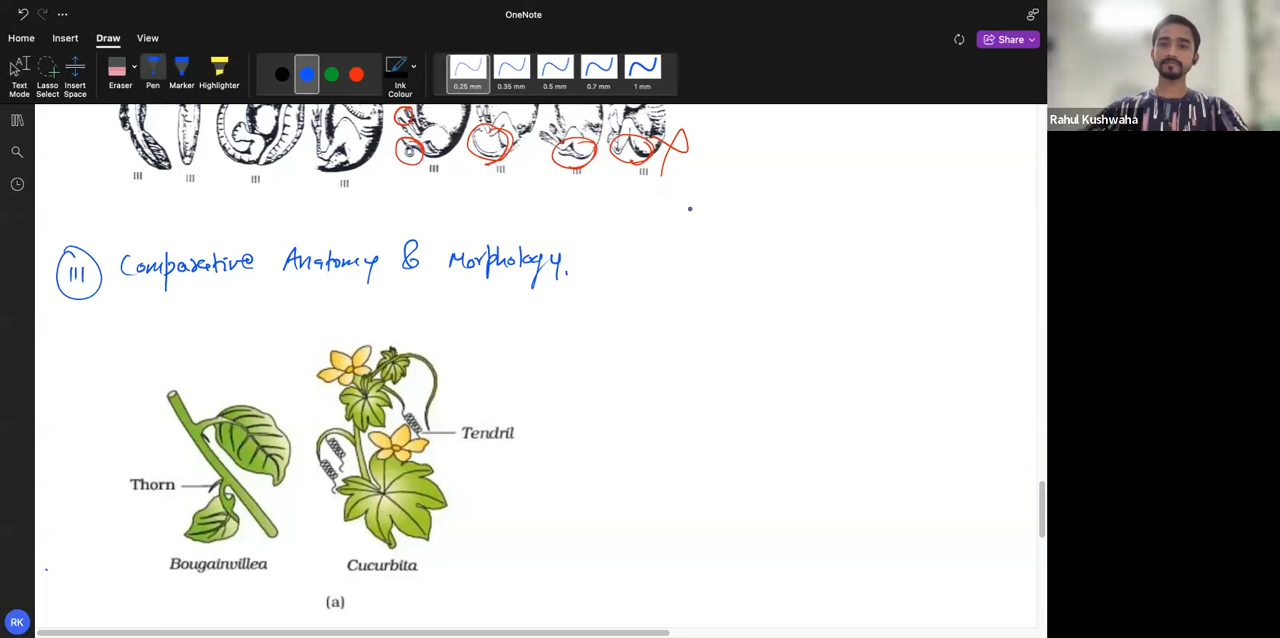 OneNote
Home Insert Draw View
Share
Text Mode
Lasso Select
Insert Space
Eraser
Pen
Marker
Highlighter
Ink Colour
0.25 mm
0.35 mm
0.5 mm
0.7 mm
1 mm
Rahul Kushwaha
III III III III III III III III
III Comparative Anatomy & Morphology.
Tendril
Thorn
Bougainvillea
Cucurbita
(a)
RK